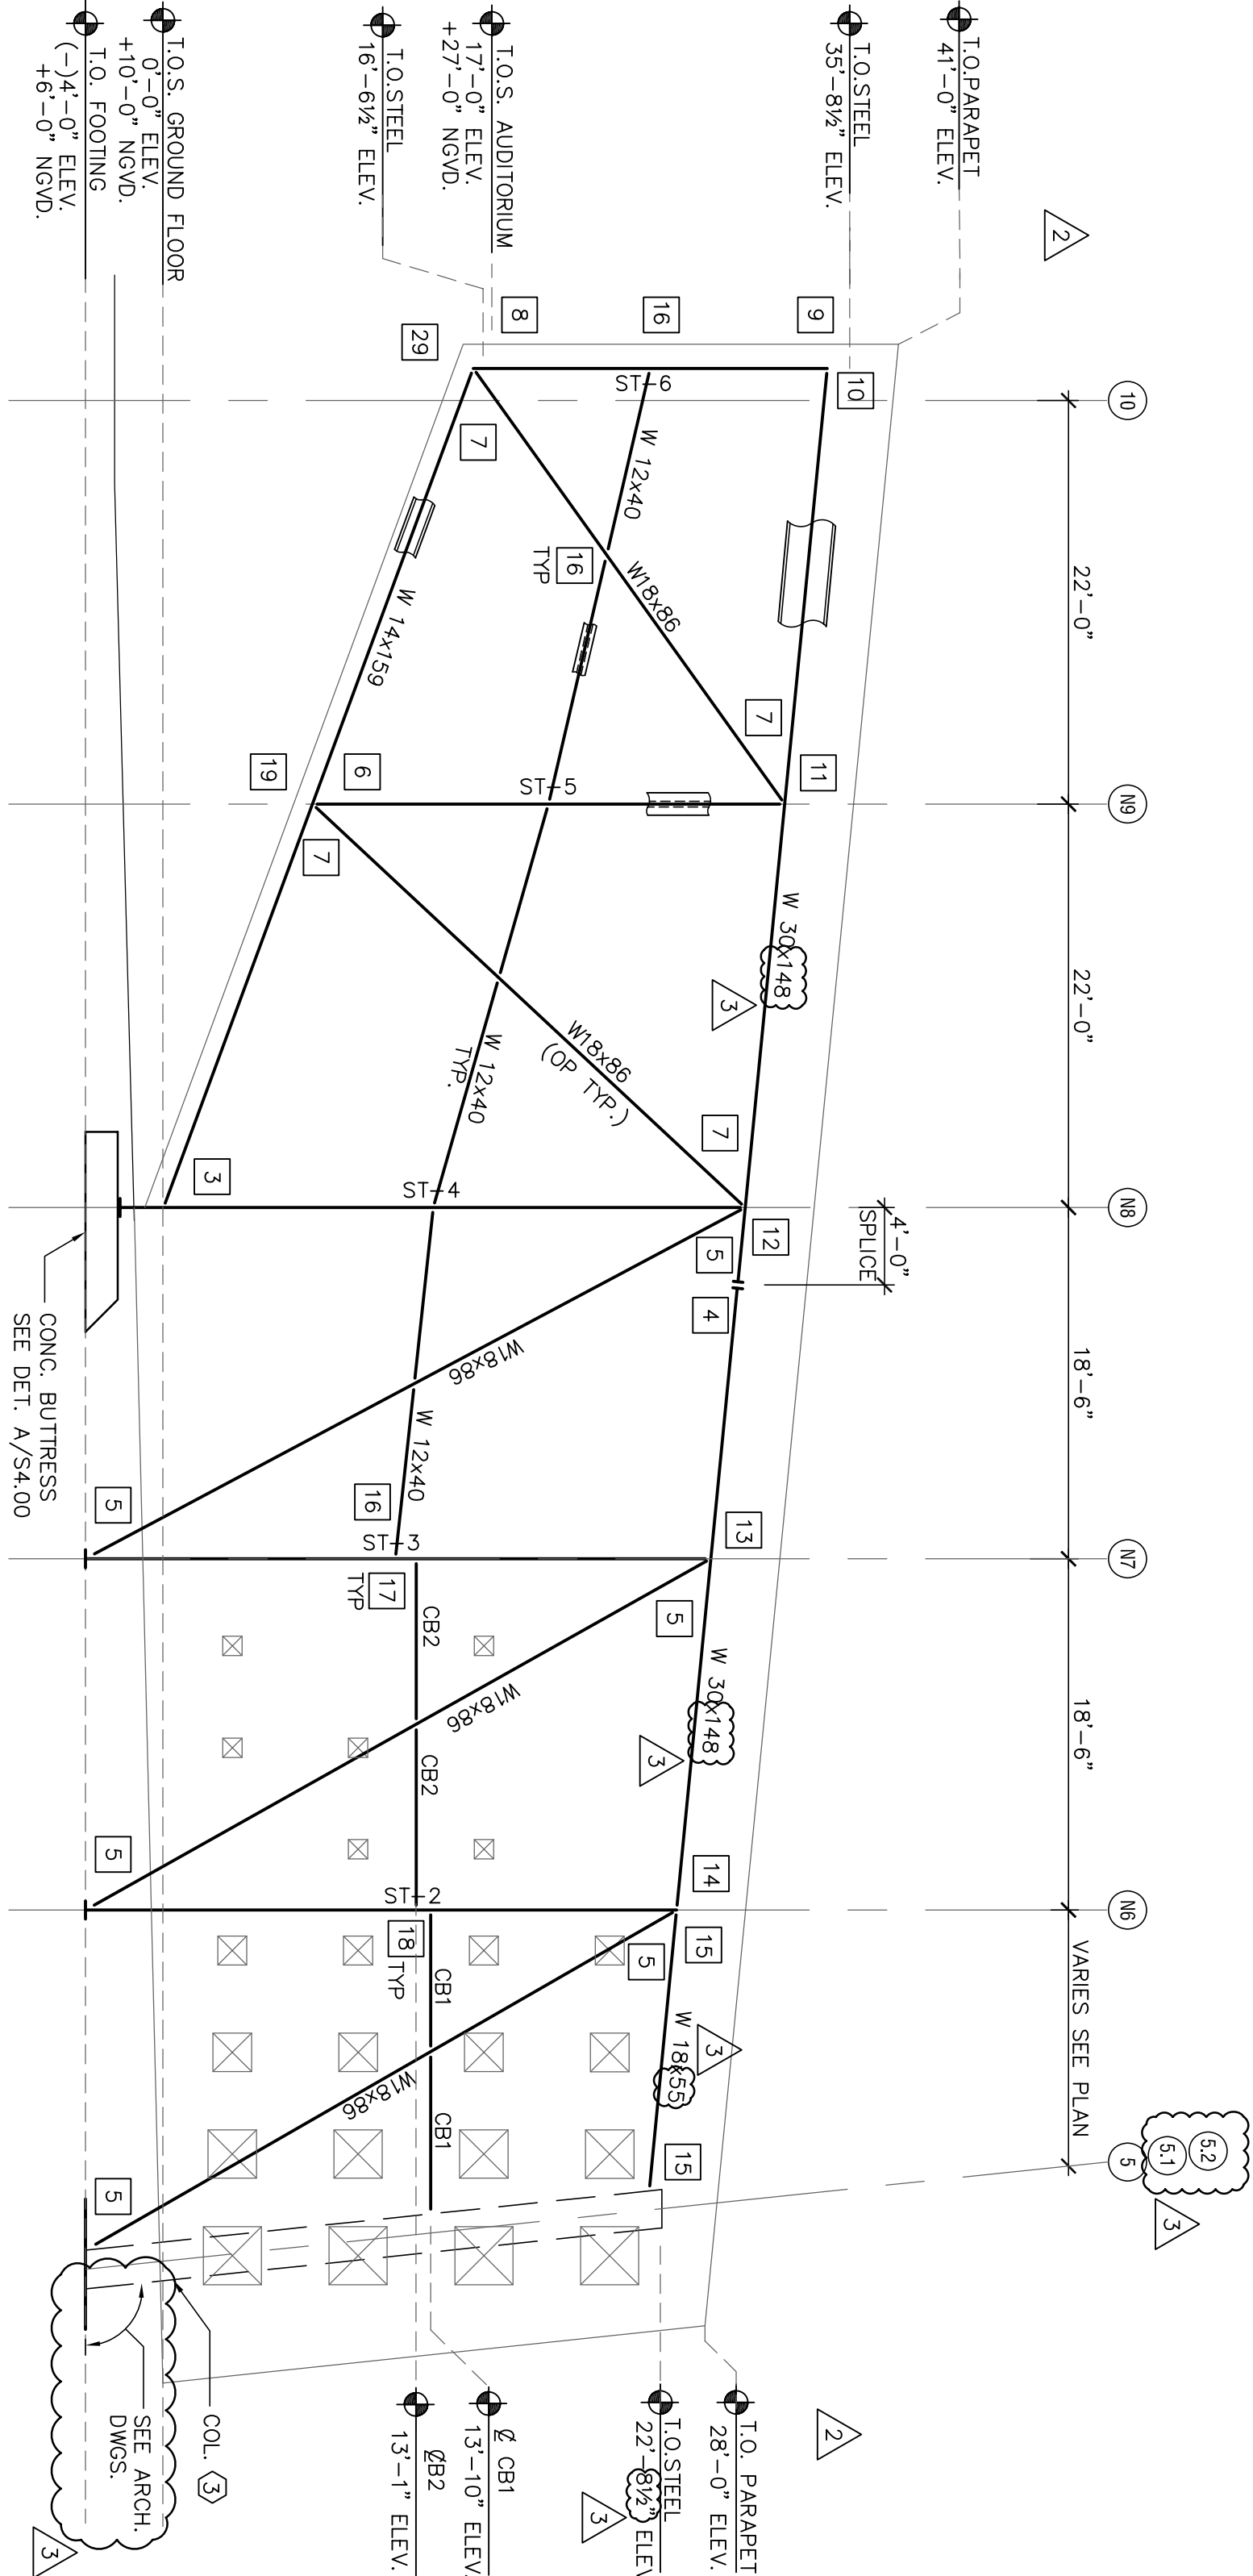 T.O.PARAPET
41'-0" ELEV.
T.O.STEEL
35'-8½" ELEV.
T.O.S. AUDITORIUM
17'-0" ELEV.
+27'-0" NGVD.
T.O.STEEL
16'-6½" ELEV.
T.O.S. GROUND FLOOR
0'-0" ELEV.
+10'-0" NGVD.
T.O. FOOTING
(-)4'-0" ELEV.
+6'-0" NGVD.
2
10
N9
N8
N7
N6
5
5.1
5.2
3
22'-0"
22'-0"
18'-6"
18'-6"
VARIES SEE PLAN
4'-0"
SPLICE
9
16
8
29
10
ST-6
7
W 12x40
16
TYP
W18x86
W 14x159
7
11
6
19
ST-5
7
W 30x148
3
W18x86
(OP TYP.)
W 12x40
TYP.
7
3
ST-4
12
5
4
W18x86
W 12x40
16
5
CONC. BUTTRESS
SEE DET. A/S4.00
13
ST-3
17
TYP
5
CB2
W 30x148
3
W18x86
CB2
5
14
ST-2
15
5
18
TYP
CB1
3
W 18x55
W18x86
CB1
15
5
COL. 3
SEE ARCH.
DWGS.
3
2
T.O. PARAPET
28'-0" ELEV.
T.O.STEEL
22'-8½" ELEV
3
₵ CB1
13'-10" ELEV.
₵B2
13'-1" ELEV.